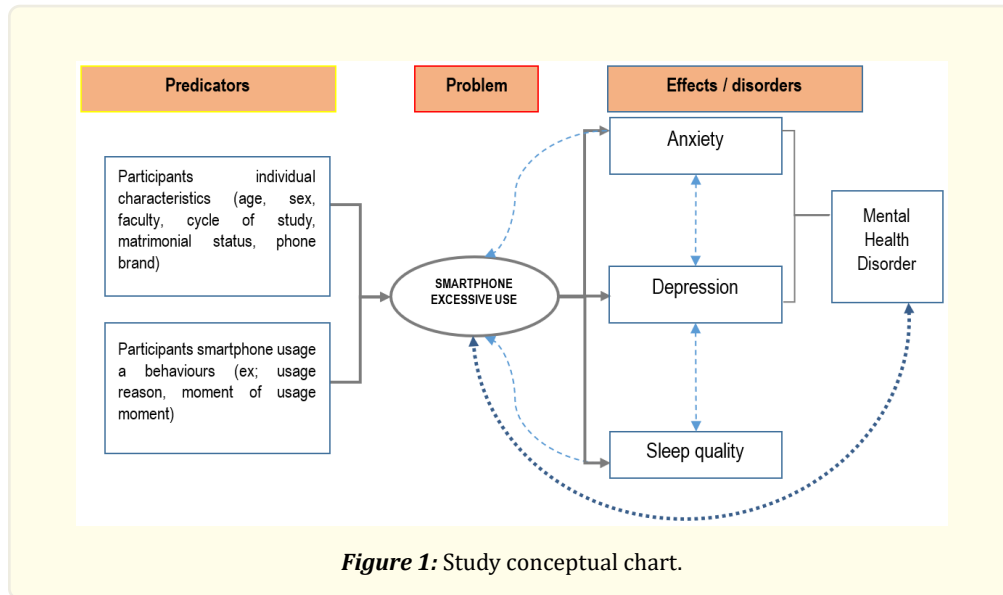 Predicators
Problem
Effects / disorders
Participants individual
characteristics (age, sex,
faculty, cycle of study,
matrimonial status, phone
brand)
Participants smartphone usage
a behaviours (ex; usage
reason, moment of usage
moment)
SMARTPHONE
EXCESSIVE USE
Anxiety
Depression
Sleep quality
Mental
Health
Disorder
Figure 1: Study conceptual chart.